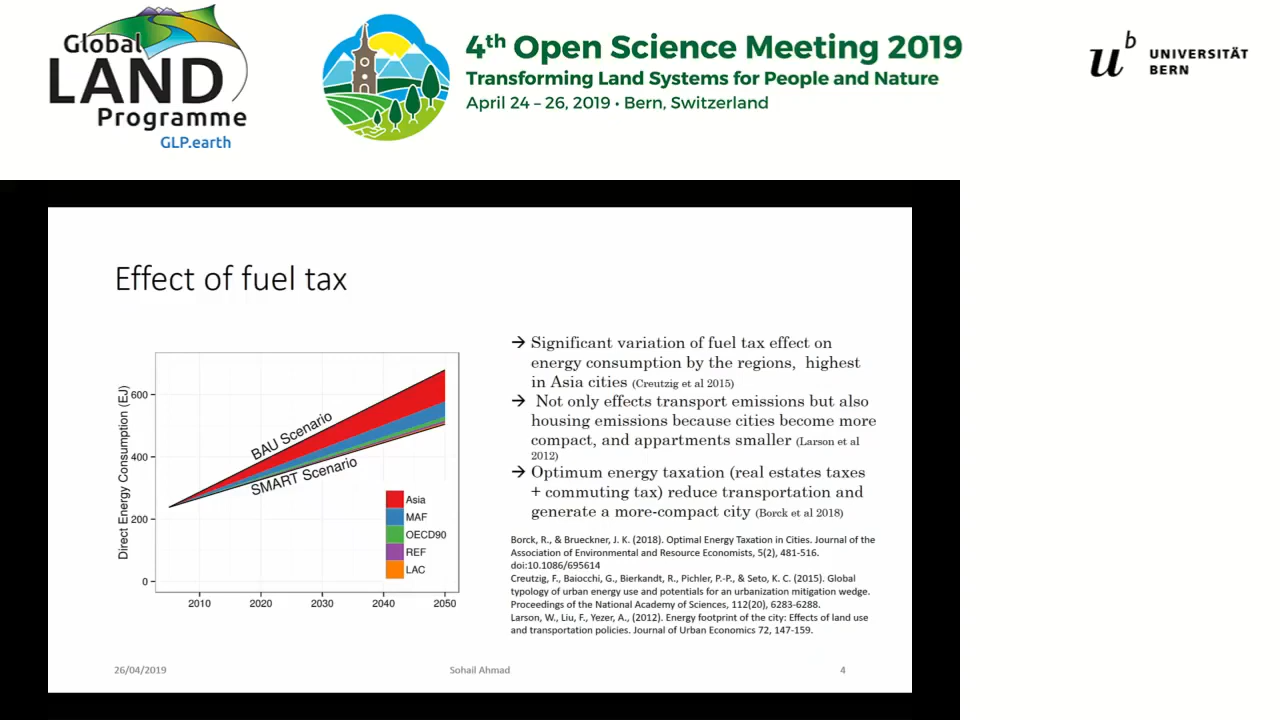 Global
LAND
Programme
GLP.earth
4th Open Science Meeting 2019
Transforming Land Systems for People and Nature
April 24 – 26, 2019 • Bern, Switzerland
u b UNIVERSITÄT
BERN
Effect of fuel tax
Direct Energy Consumption (EJ)
600
400
200
0
2010 2020 2030 2040 2050
BAU Scenario
SMART Scenario
Asia
MAF
OECD90
REF
LAC
→ Significant variation of fuel tax effect on
energy consumption by the regions, highest
in Asia cities (Creutzig et al 2015)
→ Not only effects transport emissions but also
housing emissions because cities become more
compact, and appartments smaller (Larson et al
2012)
→ Optimum energy taxation (real estates taxes
+ commuting tax) reduce transportation and
generate a more-compact city (Borck et al 2018)
Borck, R., & Brueckner, J. K. (2018). Optimal Energy Taxation in Cities. Journal of the
Association of Environmental and Resource Economists, 5(2), 481-516.
doi:10.1086/695614
Creutzig, F., Baiocchi, G., Bierkandt, R., Pichler, P.-P., & Seto, K. C. (2015). Global
typology of urban energy use and potentials for an urbanization mitigation wedge.
Proceedings of the National Academy of Sciences, 112(20), 6283-6288.
Larson, W., Liu, F., Yezer, A., (2012). Energy footprint of the city: Effects of land use
and transportation policies. Journal of Urban Economics 72, 147-159.
26/04/2019 Sohail Ahmad 4